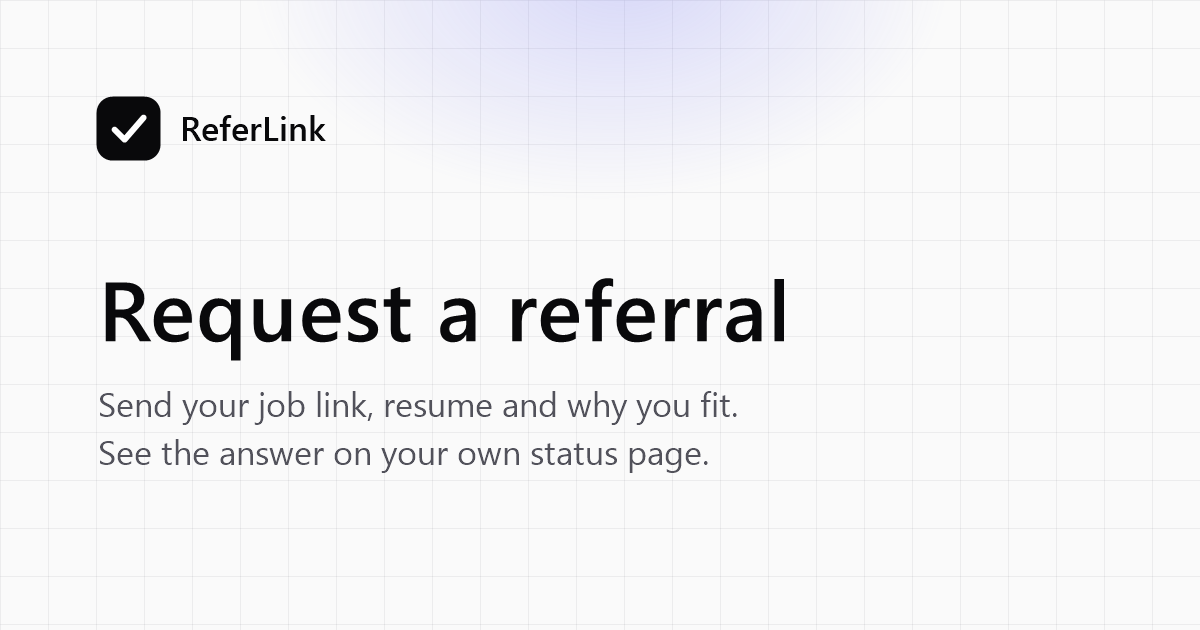 ReferLink
Request a referral
Send your job link, resume and why you fit.
See the answer on your own status page.